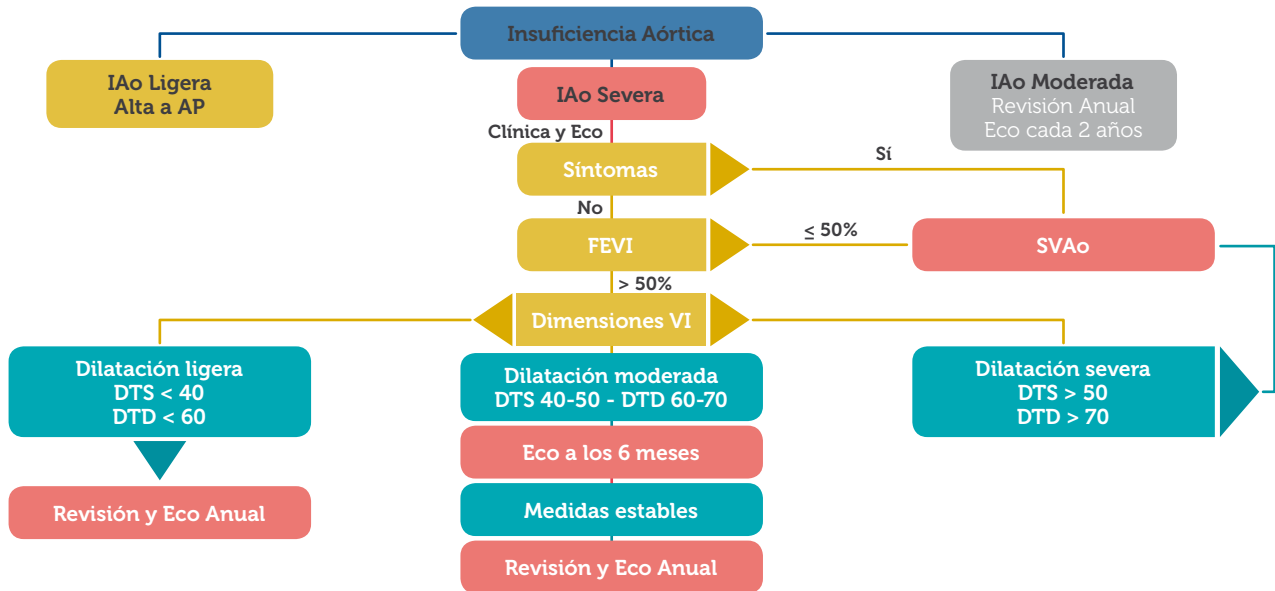 Insuficiencia Aórtica
IAo Ligera
Alta a AP
IAo Severa
IAo Moderada
Revisión Anual
Eco cada 2 años
Clínica y Eco
Síntomas
Sí
No
FEVI
≤ 50%
SVAo
> 50%
Dimensiones VI
Dilatación ligera
DTS < 40
DTD < 60
Dilatación moderada
DTS 40-50 - DTD 60-70
Dilatación severa
DTS > 50
DTD > 70
Eco a los 6 meses
Revisión y Eco Anual
Medidas estables
Revisión y Eco Anual